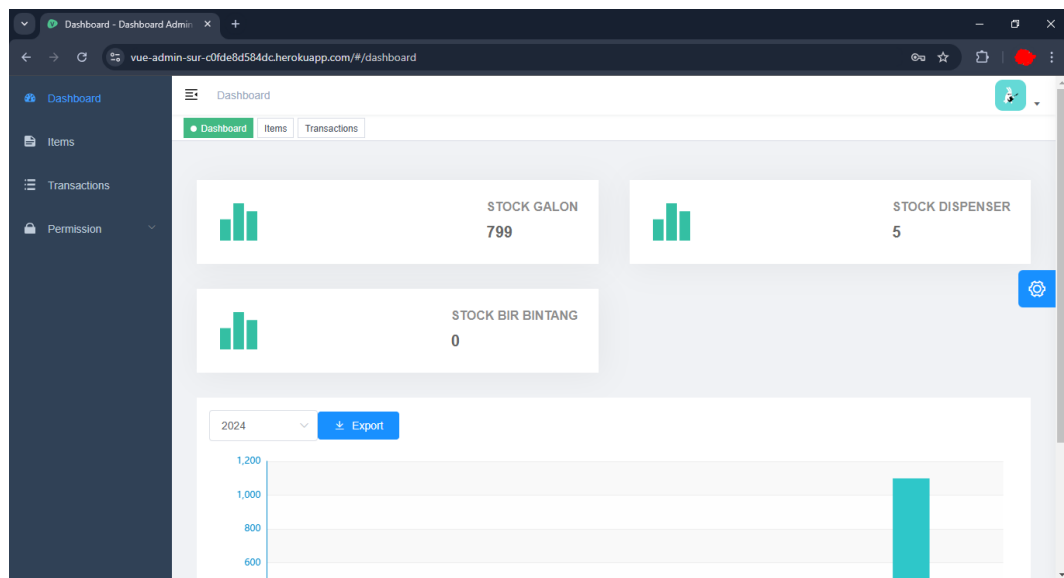 Dashboard - Dashboard Admin
vue-admin-sur-c0fde8d584dc.herokuapp.com/#/dashboard
Dashboard
Items
Transactions
Permission
Dashboard
Dashboard
Items
Transactions
STOCK GALON
799
STOCK DISPENSER
5
STOCK BIR BINTANG
0
2024
Export
1,200
1,000
800
600